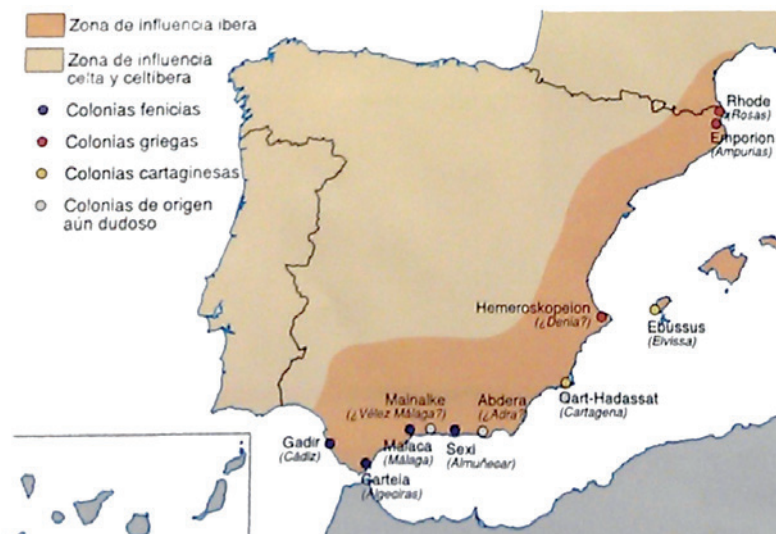 Zona de influencia ibera
Zona de influencia
celta y celtíbera
Colonias fenicias
Colonias griegas
Colonias cartaginesas
Colonias de origen
aún dudoso
Rhode
(Rosas)
Emporion
(Ampurias)
Hemeroskopeion
(¿Denia?)
Ebussus
(Eivissa)
Qart-Hadassat
(Cartagena)
Mainalke
(¿Vélez Málaga?)
Abdera
(¿Adra?)
Gadir
(Cádiz)
Malaca
(Málaga)
Sexi
(Almuñecar)
Carteia
(Algeciras)